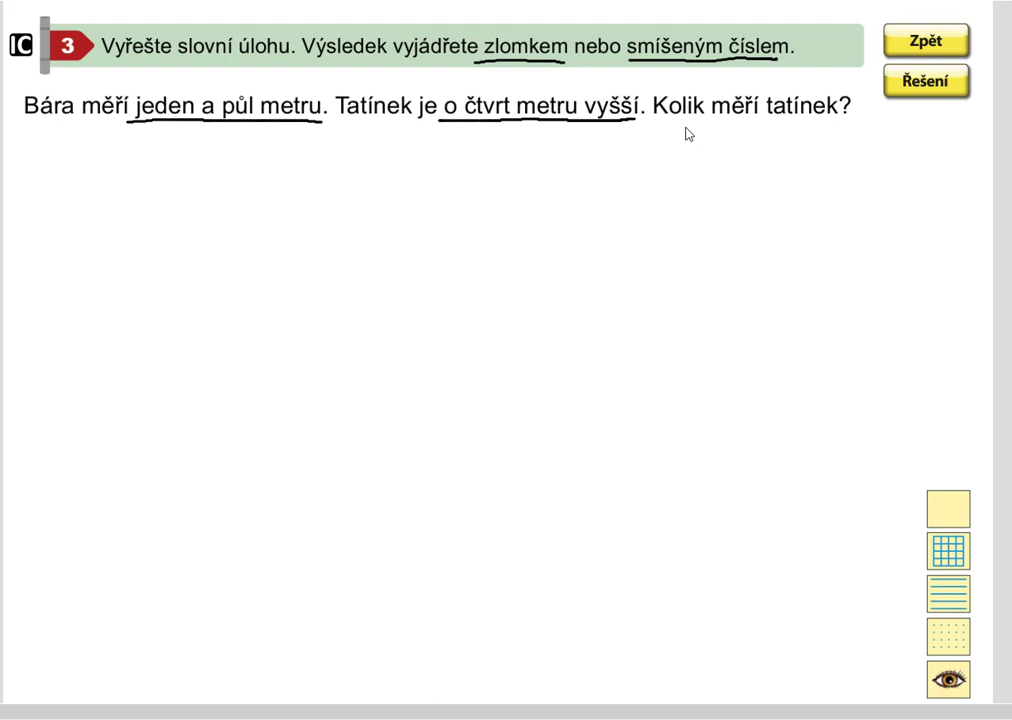 IC 3 Vyřešte slovní úlohu. Výsledek vyjádřete zlomkem nebo smíšeným číslem.
Zpět
Řešení
Bára měří jeden a půl metru. Tatínek je o čtvrt metru vyšší. Kolik měří tatínek?